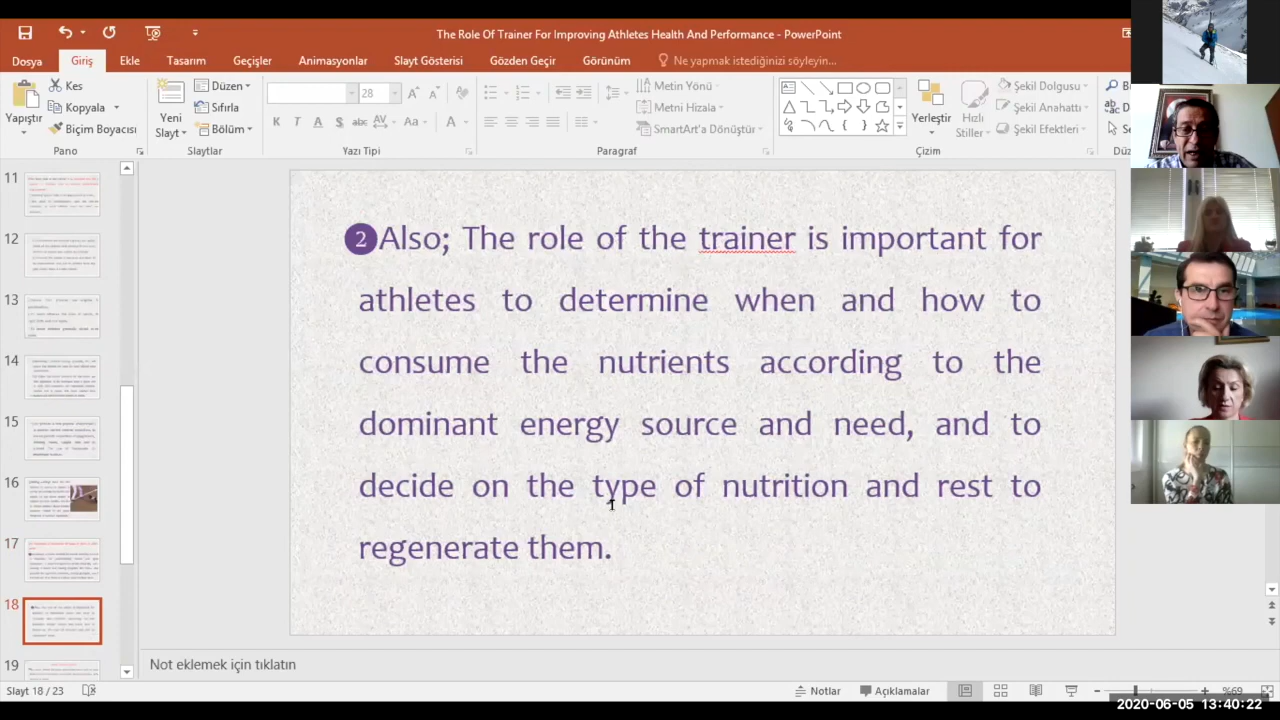 The Role Of Trainer For Improving Athletes Health And Performance - PowerPoint
Dosya Giriş Ekle Tasarım Geçişler Animasyonlar Slayt Gösterisi Gözden Geçir Görünüm Ne yapmak istediğinizi söyleyin...
Yapıştır
Kes
Kopyala
Biçim Boyacısı
Pano
Yeni
Slayt
Düzen
Sıfırla
Bölüm
Slaytlar
28
K T A S abc AV Aa A
Yazı Tipi
Metin Yönü
Metni Hizala
SmartArt'a Dönüştür
Paragraf
Yerleştir
Hızlı
Stiller
Şekil Dolgusu
Şekil Anahattı
Şekil Efektleri
Çizim
11
12
13
14
15
16
17
18
19
2 Also; The role of the trainer is important for
athletes to determine when and how to
consume the nutrients according to the
dominant energy source and need, and to
decide on the type of nutrition and rest to
regenerate them.
Not eklemek için tıklatın
Slayt 18 / 23
Notlar
Açıklamalar
%69
2020-06-05 13:40:22